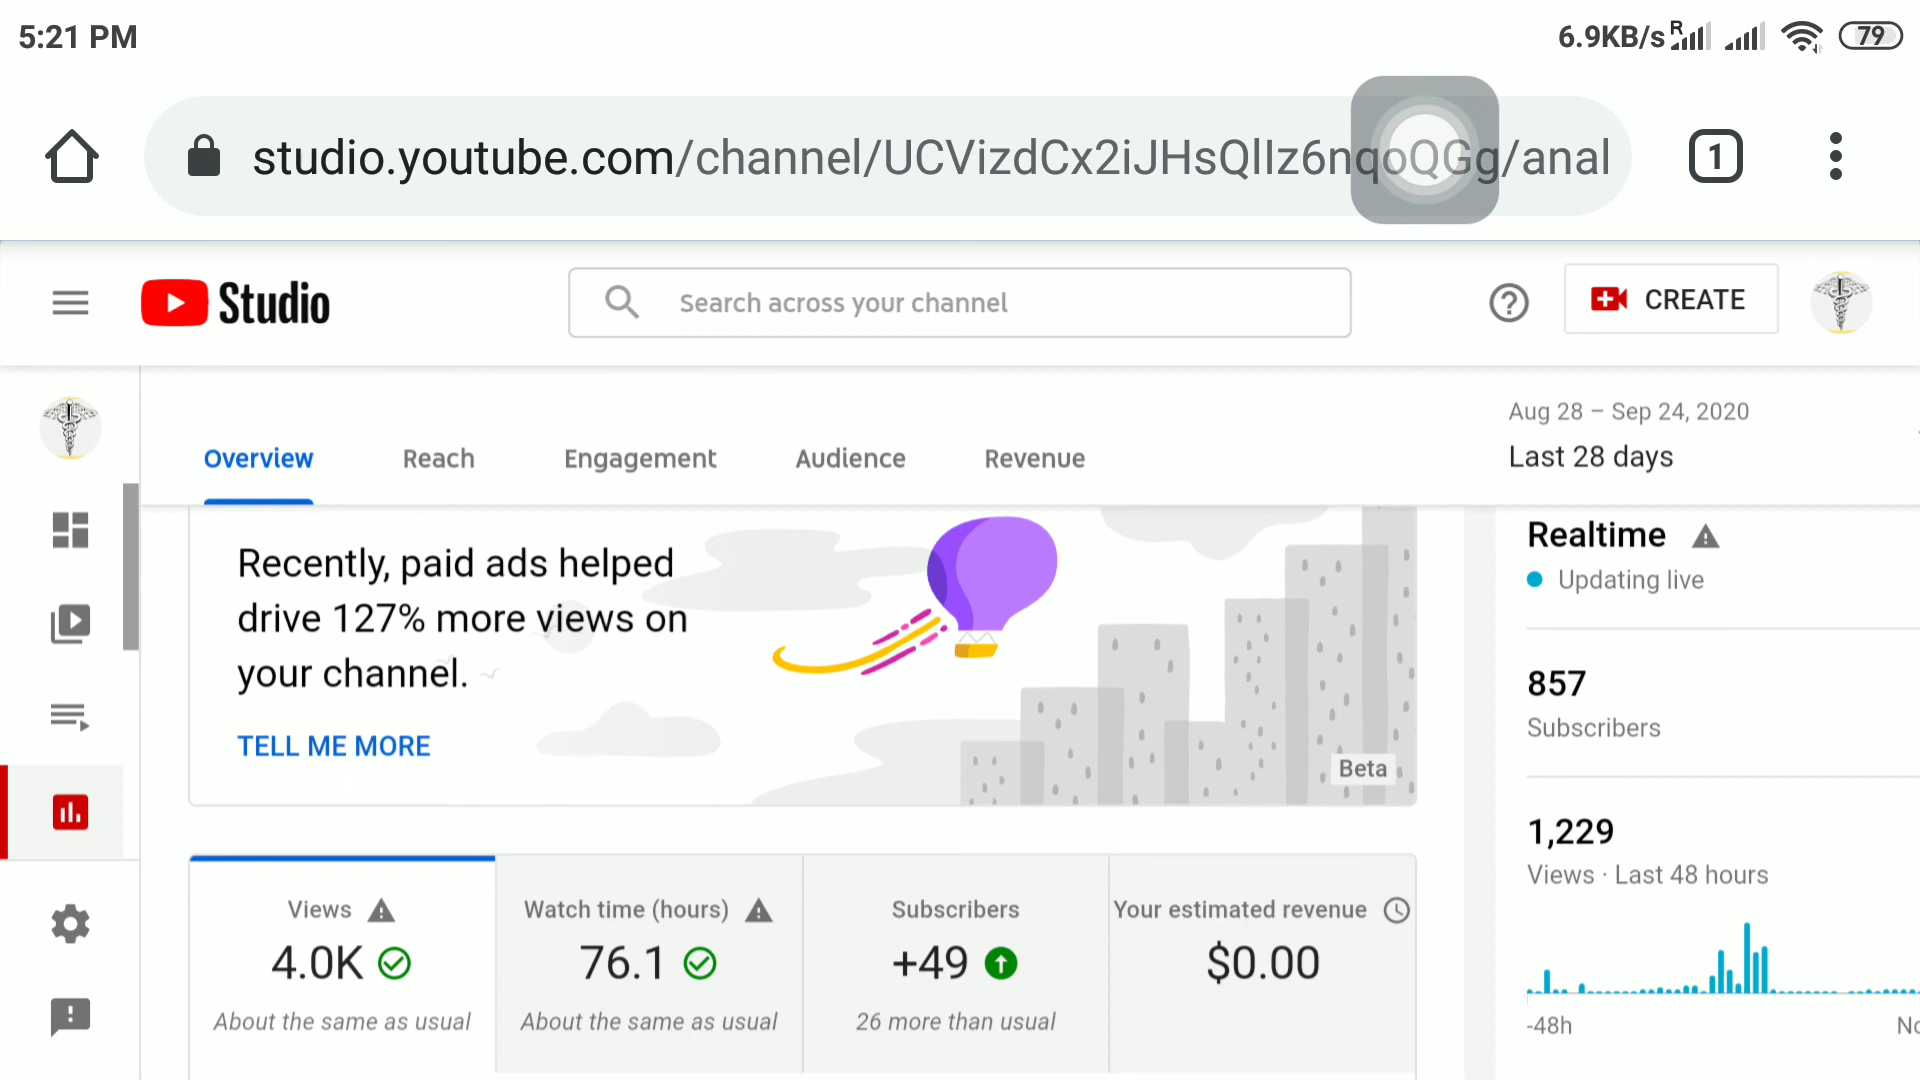 5:21 PM
6.9KB/s R 79
studio.youtube.com/channel/UCVizdCx2iJHsQlIz6nqoQGg/anal
1
Studio
Search across your channel
CREATE
Aug 28 – Sep 24, 2020
Last 28 days
Overview Reach Engagement Audience Revenue
Recently, paid ads helped
drive 127% more views on
your channel.
TELL ME MORE
Beta
Realtime
Updating live
857
Subscribers
1,229
Views · Last 48 hours
-48h No
Views Watch time (hours) Subscribers Your estimated revenue
4.0K 76.1 +49 $0.00
About the same as usual About the same as usual 26 more than usual